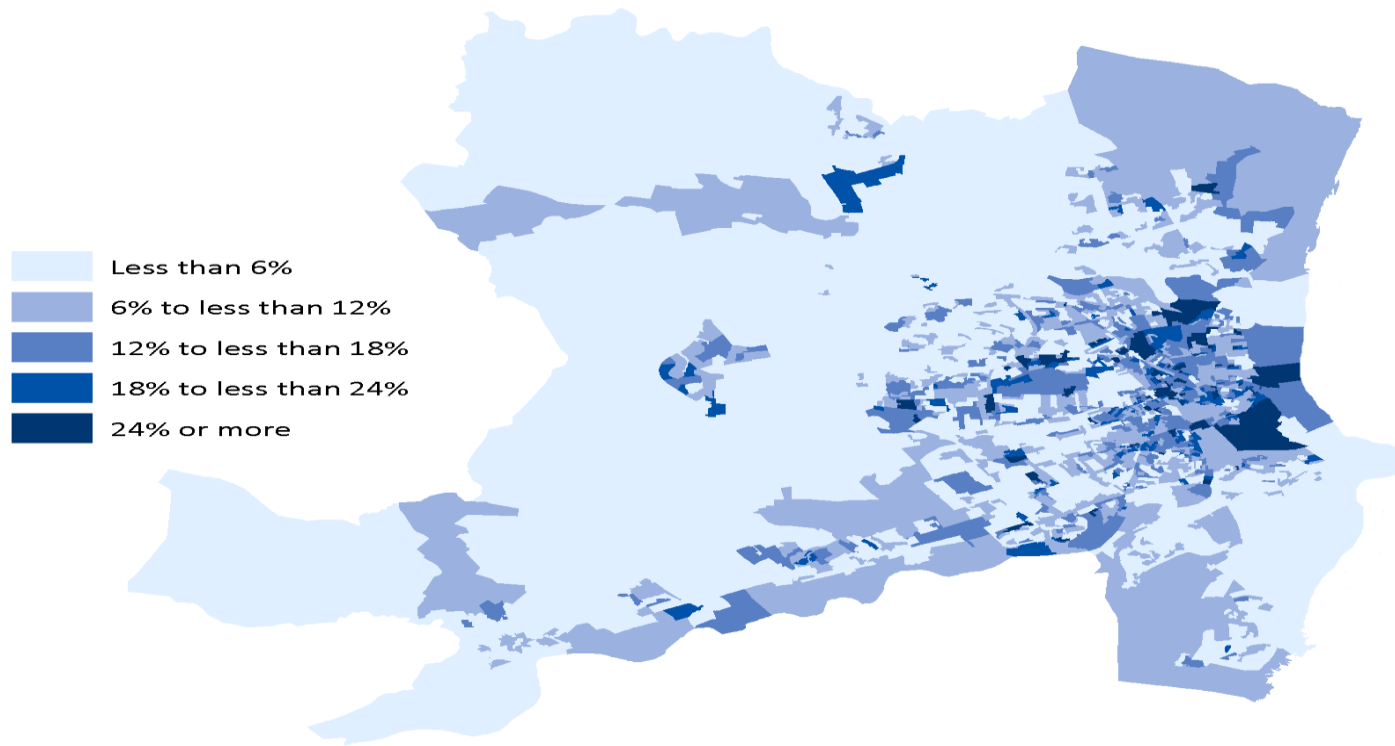 Less than 6%
6% to less than 12%
12% to less than 18%
18% to less than 24%
24% or more